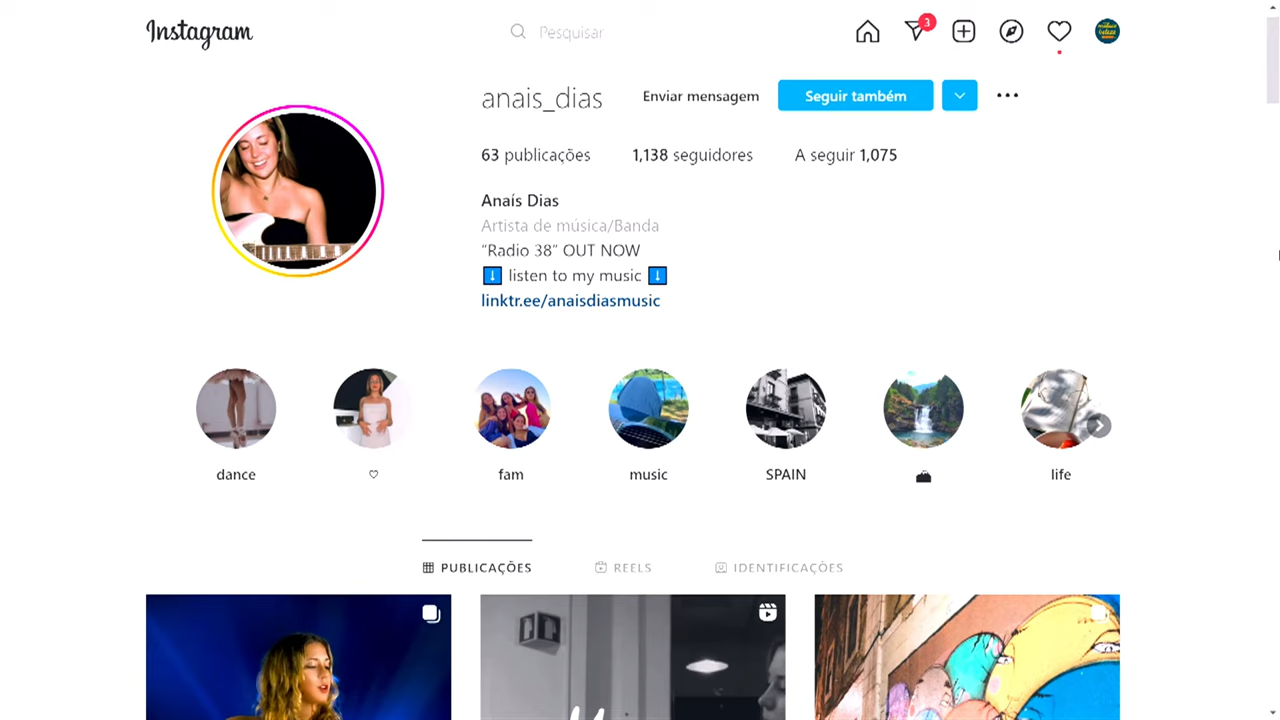 Instagram
Pesquisar
3
anais_dias
Enviar mensagem
Seguir também
63 publicações
1,138 seguidores
A seguir 1,075
Anaís Dias
Artista de música/Banda
“Radio 38” OUT NOW
⬇️ listen to my music ⬇️
linktr.ee/anaisdiasmusic
dance
♡
fam
music
SPAIN
life
PUBLICAÇÕES
REELS
IDENTIFICAÇÕES